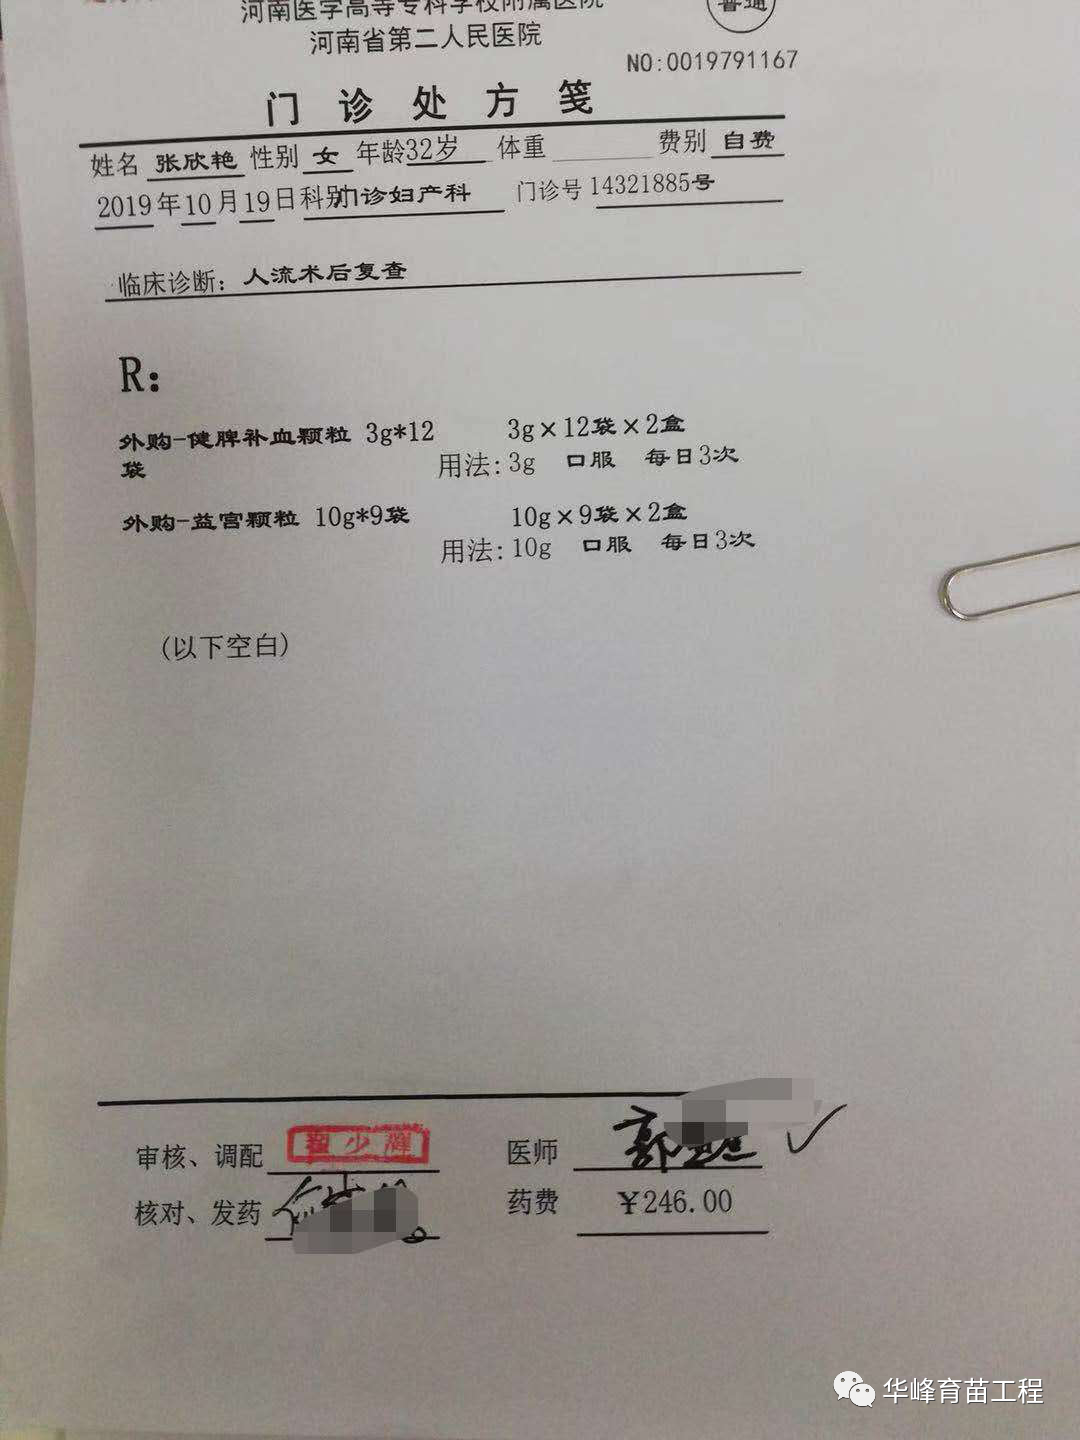 河南医学高等专科学校附属医院
河南省第二人民医院
普通
NO:0019791167
门诊处方笺
姓名 张欣艳 性别 女 年龄32岁 体重 费别 自费
2019年10月19日科别门诊妇产科 门诊号 14321885号
临床诊断：人流术后复查
R：
外购-健脾补血颗粒 3g*12 3g×12袋×2盒
袋 用法：3g 口服 每日3次
外购-益宫颗粒 10g*9袋 10g×9袋×2盒
用法：10g 口服 每日3次
(以下空白)
审核、调配 医师 郭
核对、发药 药费 ￥246.00
华峰育苗工程